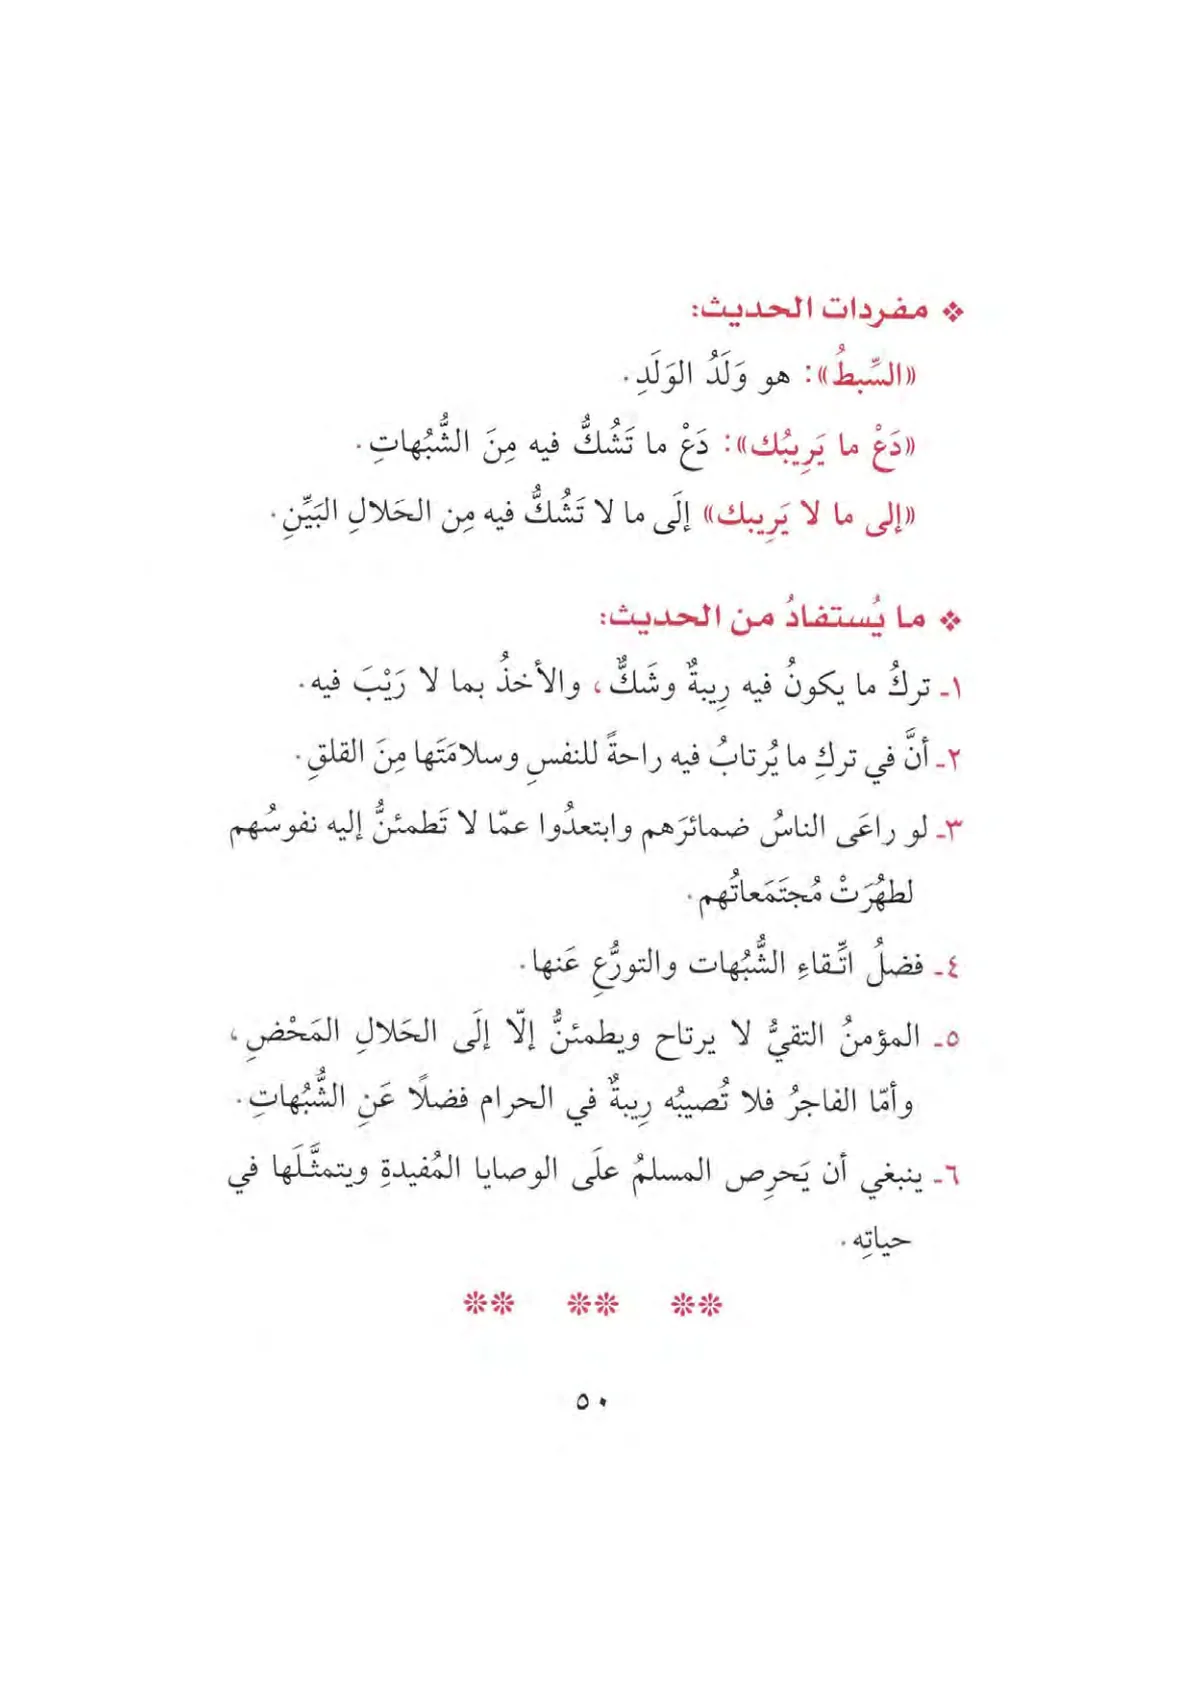 ❖ مفردات الحديث:
«السِّبطُ»: هو وَلَدُ الوَلَدِ.
«دَعْ ما يَرِيبُك»: دَعْ ما تَشُكُّ فيه مِنَ الشُّبُهاتِ.
«إلى ما لا يَرِيبك» إلَى ما لا تَشُكُّ فيه مِن الحَلالِ البَيِّنِ.
❖ ما يُستفادُ من الحديث:
١ـ تركُ ما يكونُ فيه رِيبةٌ وشَكٌّ، والأخذُ بما لا رَيْبَ فيه.
٢ـ أنَّ في تركِ ما يُرتابُ فيه راحةً للنفسِ وسلامَتَها مِنَ القلقِ.
٣ـ لو راعَى الناسُ ضمائرَهم وابتعدُوا عمّا لا تَطمئنُّ إليه نفوسُهم
لطهُرَتْ مُجتَمَعاتُهم.
٤ـ فضلُ اتِّقاءِ الشُّبُهات والتورُّعِ عَنها.
٥ـ المؤمنُ التقيُّ لا يرتاح ويطمئنُّ إلّا إلَى الحَلالِ المَحْضِ،
وأمّا الفاجرُ فلا تُصيبُه رِيبةٌ في الحرام فضلًا عَنِ الشُّبُهاتِ.
٦ـ ينبغي أن يَحرِص المسلمُ علَى الوصايا المُفيدةِ ويتمثَّلَها في
حياتِه.
٥٠